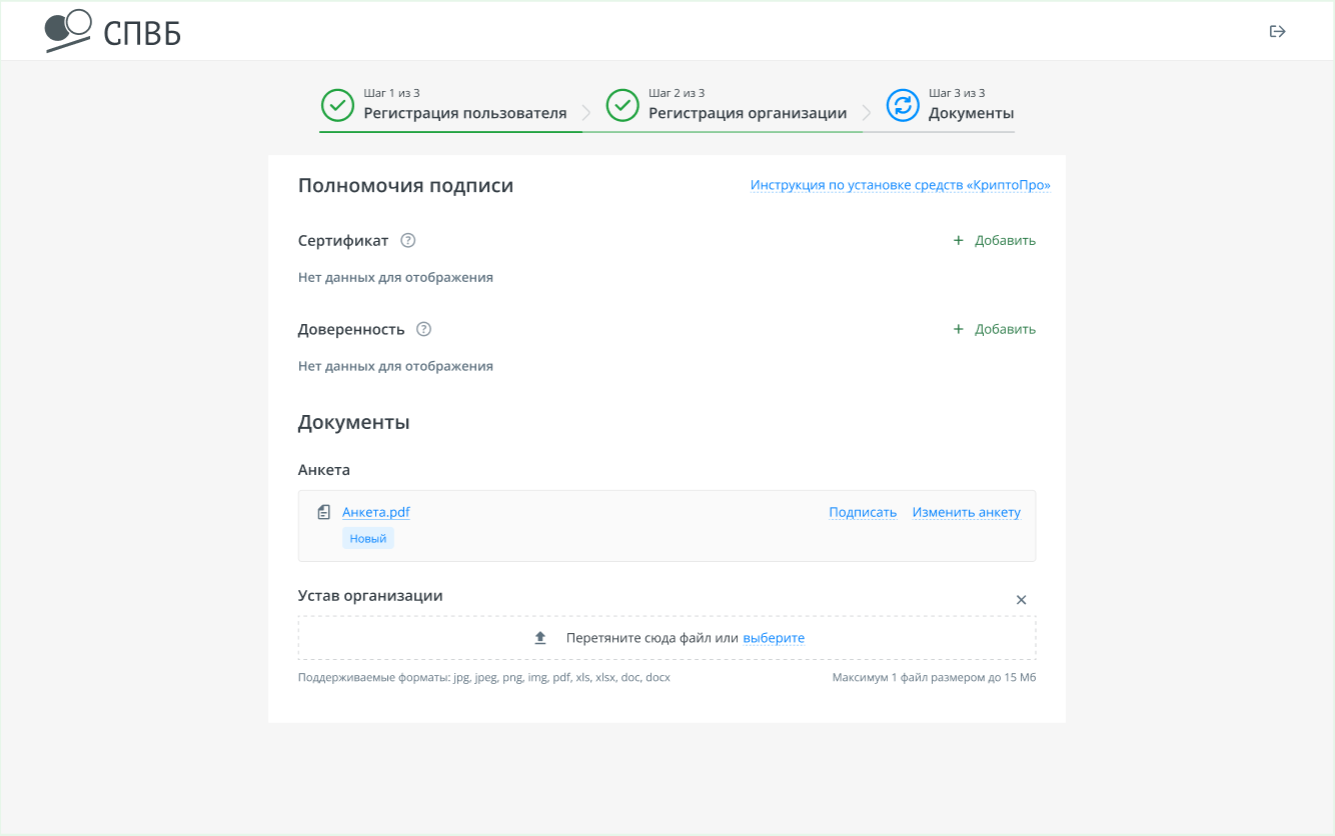 СПВБ
Шаг 1 из 3
Регистрация пользователя
Шаг 2 из 3
Регистрация организации
Шаг 3 из 3
Документы
Полномочия подписи
Инструкция по установке средств «КриптоПро»
Сертификат ?
+ Добавить
Нет данных для отображения
Доверенность ?
+ Добавить
Нет данных для отображения
Документы
Анкета
Анкета.pdf
Подписать
Изменить анкету
Новый
Устав организации
Перетяните сюда файл или выберите
Поддерживаемые форматы: jpg, jpeg, png, img, pdf, xls, xlsx, doc, docx
Максимум 1 файл размером до 15 Мб